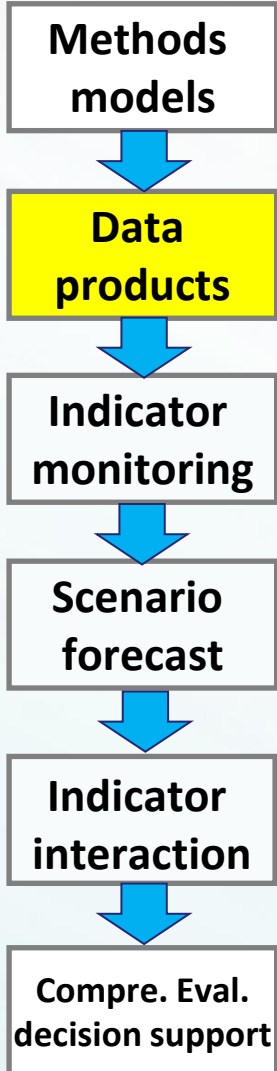 Methods
models
Data
products
Indicator
monitoring
Scenario
forecast
Indicator
interaction
Compre. Eval.
decision support